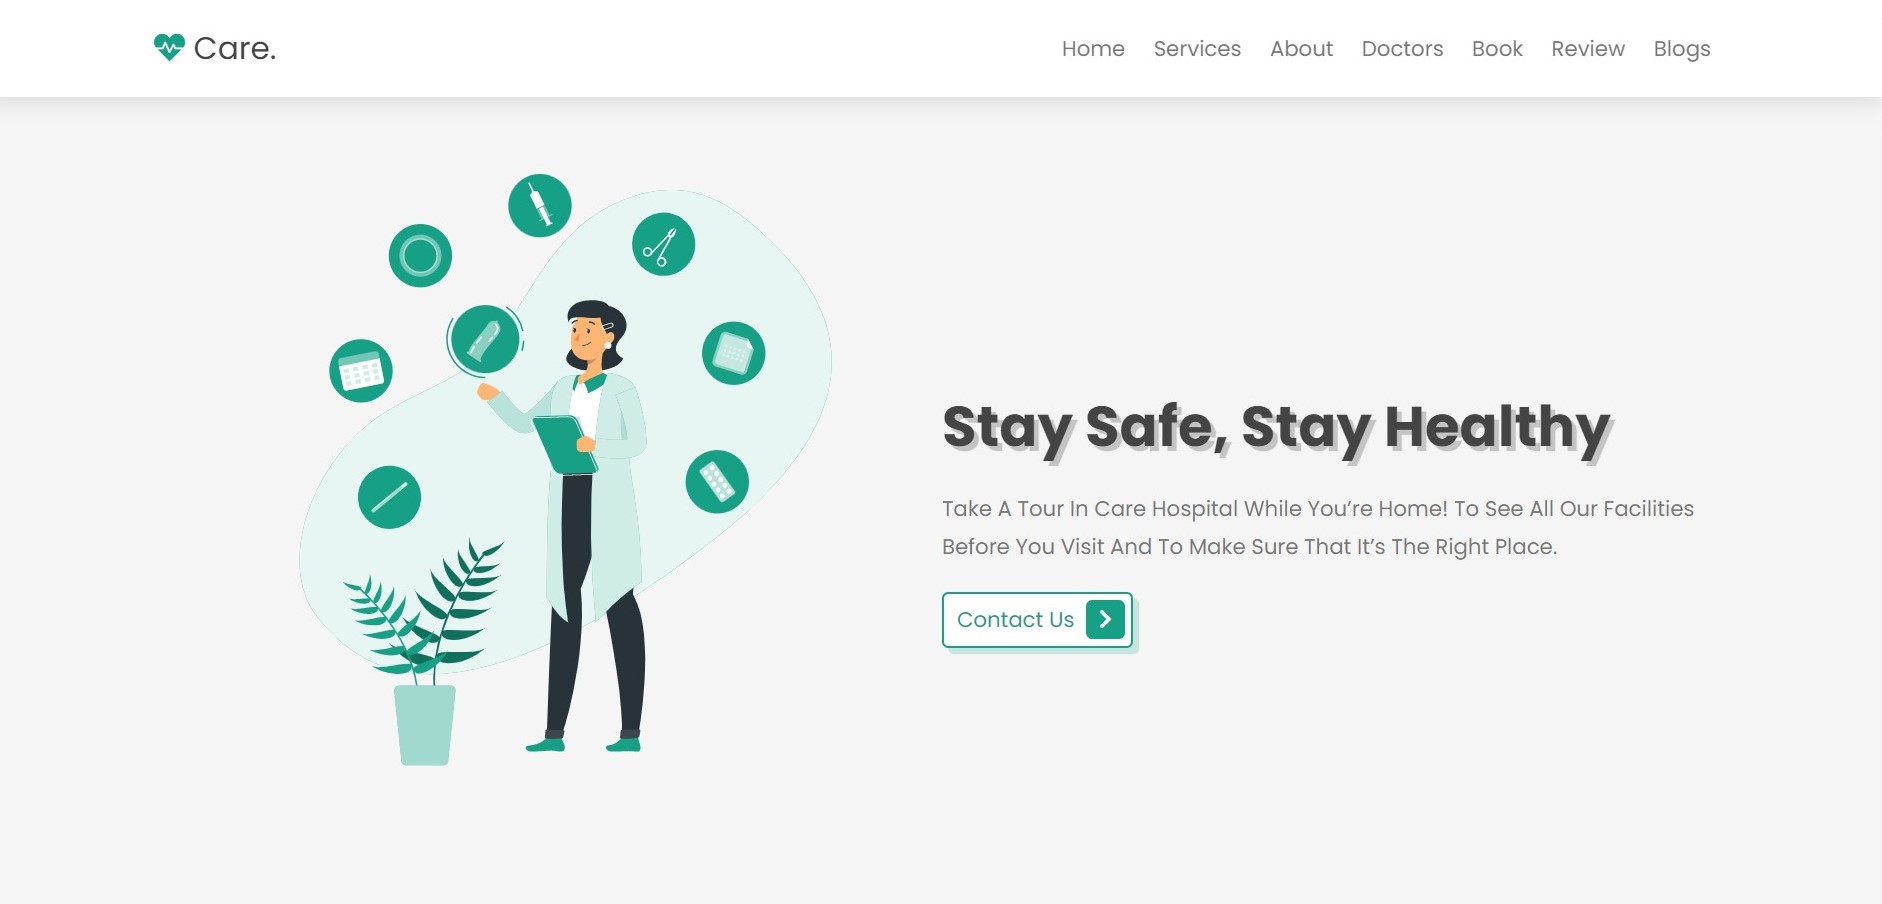 Care.
Home Services About Doctors Book Review Blogs
Stay Safe, Stay Healthy
Take A Tour In Care Hospital While You’re Home! To See All Our Facilities
Before You Visit And To Make Sure That It’s The Right Place.
Contact Us